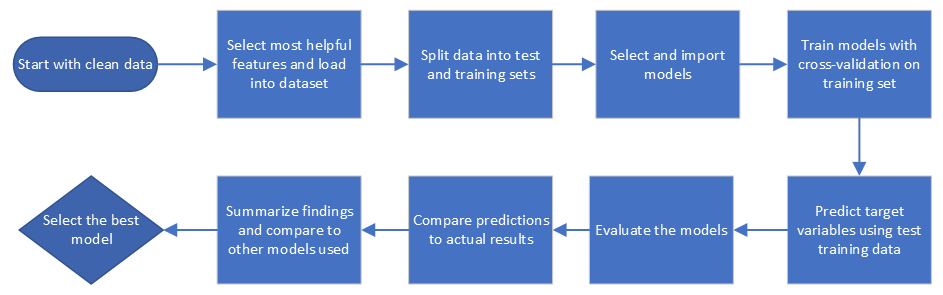 Start with clean data
Select most helpful
features and load
into dataset
Split data into test
and training sets
Select and import
models
Train models with
cross-validation on
training set
Predict target
variables using test
training data
Evaluate the models
Compare predictions
to actual results
Summarize findings
and compare to
other models used
Select the best
model